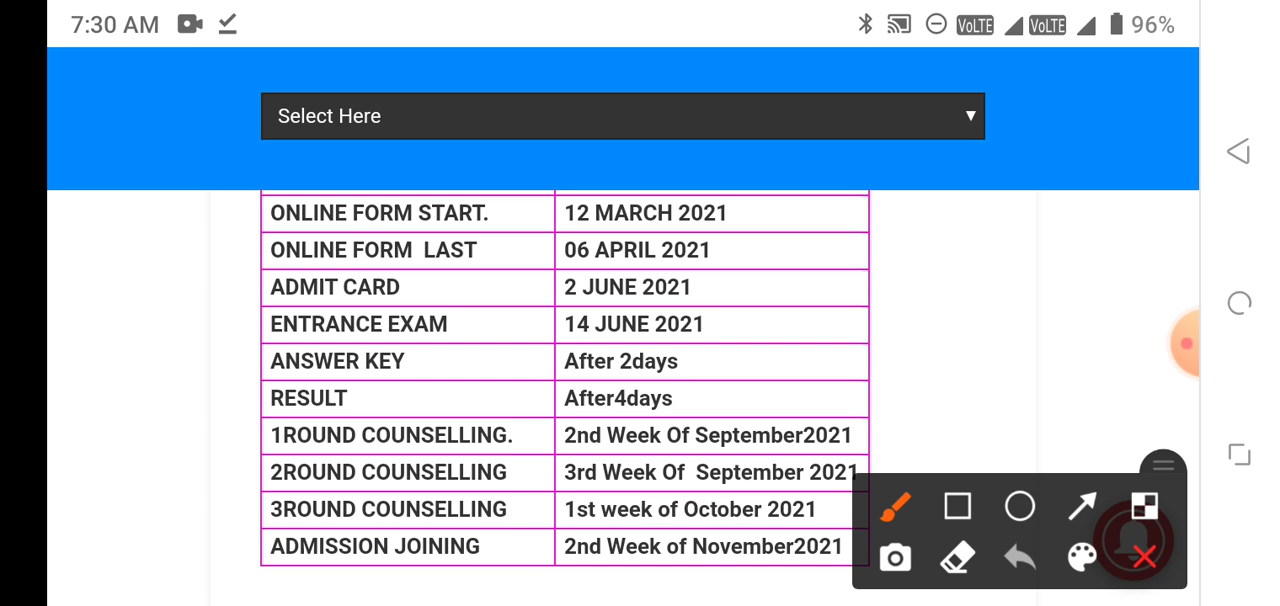 7:30 AM VoLTE VoLTE 96%
Select Here
ONLINE FORM START. 12 MARCH 2021
ONLINE FORM  LAST 06 APRIL 2021
ADMIT CARD 2 JUNE 2021
ENTRANCE EXAM 14 JUNE 2021
ANSWER KEY After 2days
RESULT After4days
1ROUND COUNSELLING. 2nd Week Of September2021
2ROUND COUNSELLING 3rd Week Of  September 2021
3ROUND COUNSELLING 1st week of October 2021
ADMISSION JOINING 2nd Week of November2021